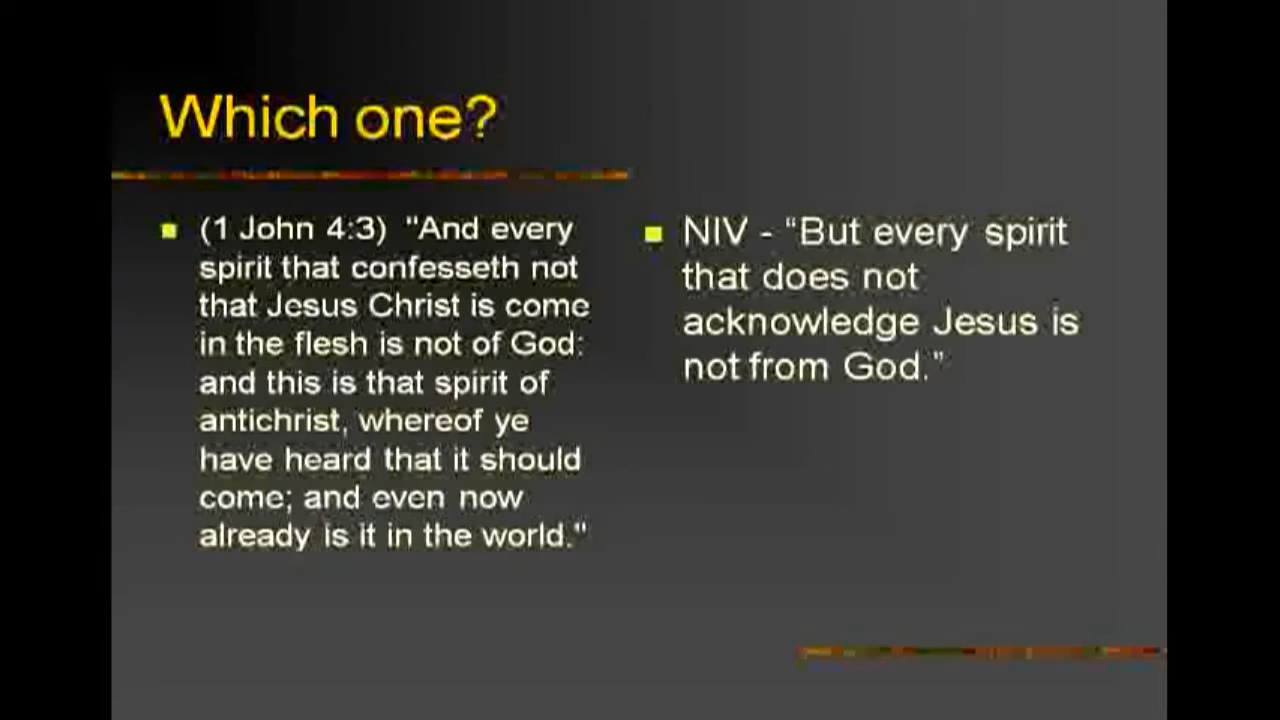 Which one?
(1 John 4:3) "And every
spirit that confesseth not
that Jesus Christ is come
in the flesh is not of God:
and this is that spirit of
antichrist, whereof ye
have heard that it should
come; and even now
already is it in the world."
NIV - “But every spirit
that does not
acknowledge Jesus is
not from God.”